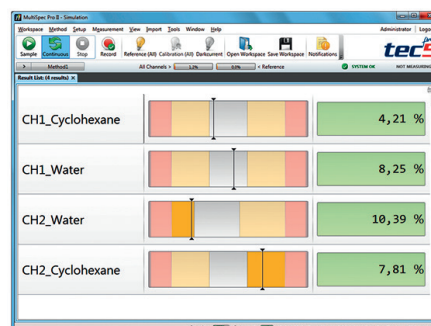 MultiSpec Pro II - Simulation
Workspace Method Setup Measurement View Import Tools Window Help
Administrator Logo
Sample Continuous Stop Record Reference (All) Calibration (All) Darkcurrent Open Workspace Save Workspace Notifications
tec5
> Method1 All Channels > 1.2% 0.0% < Reference SYSTEM OK NOT MEASURING
Result List: (4 results) x
CH1_Cyclohexane 4,21 %
CH1_Water 8,25 %
CH2_Water 10,39 %
CH2_Cyclohexane 7,81 %